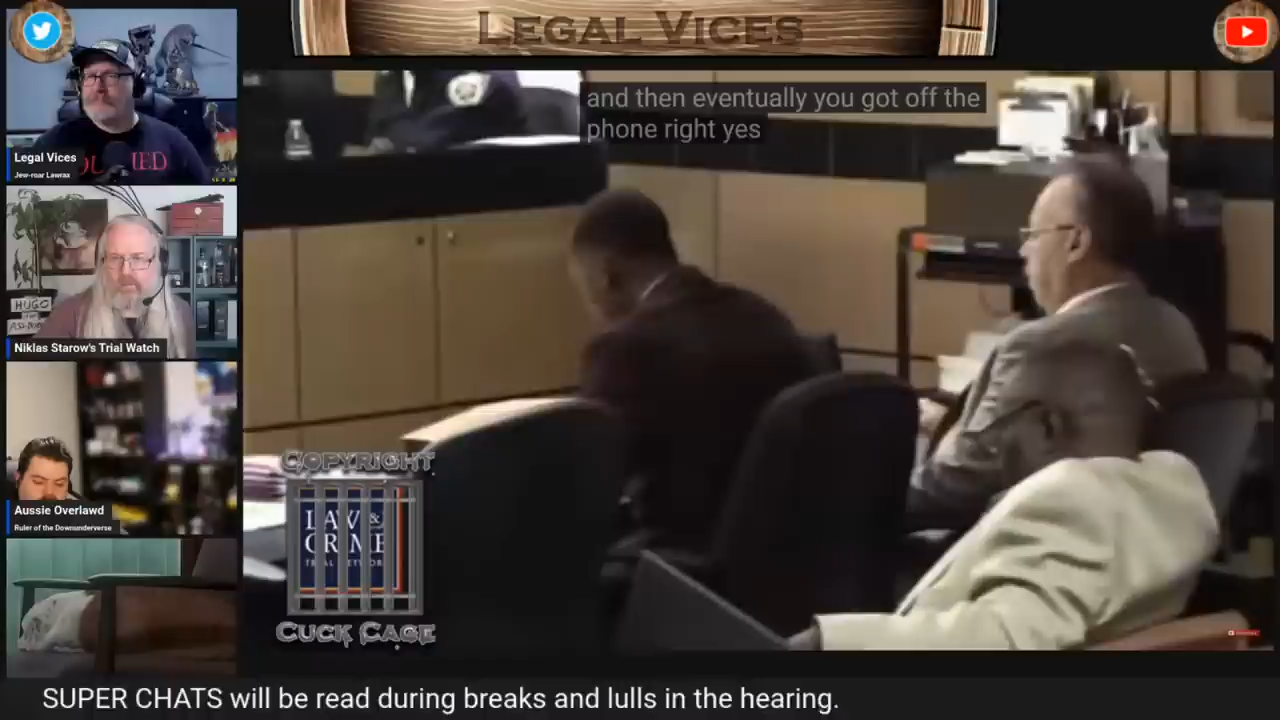 LEGAL VICES
and then eventually you got off the
phone right yes
Legal Vices
Jew-roar Lawrax
HUGO
Niklas Starow's Trial Watch
Aussie Overlawd
Ruler of the Downunderverse
COPYRIGHT
LAW &
CRIME
CUCK CAGE
SUPER CHATS will be read during breaks and lulls in the hearing.